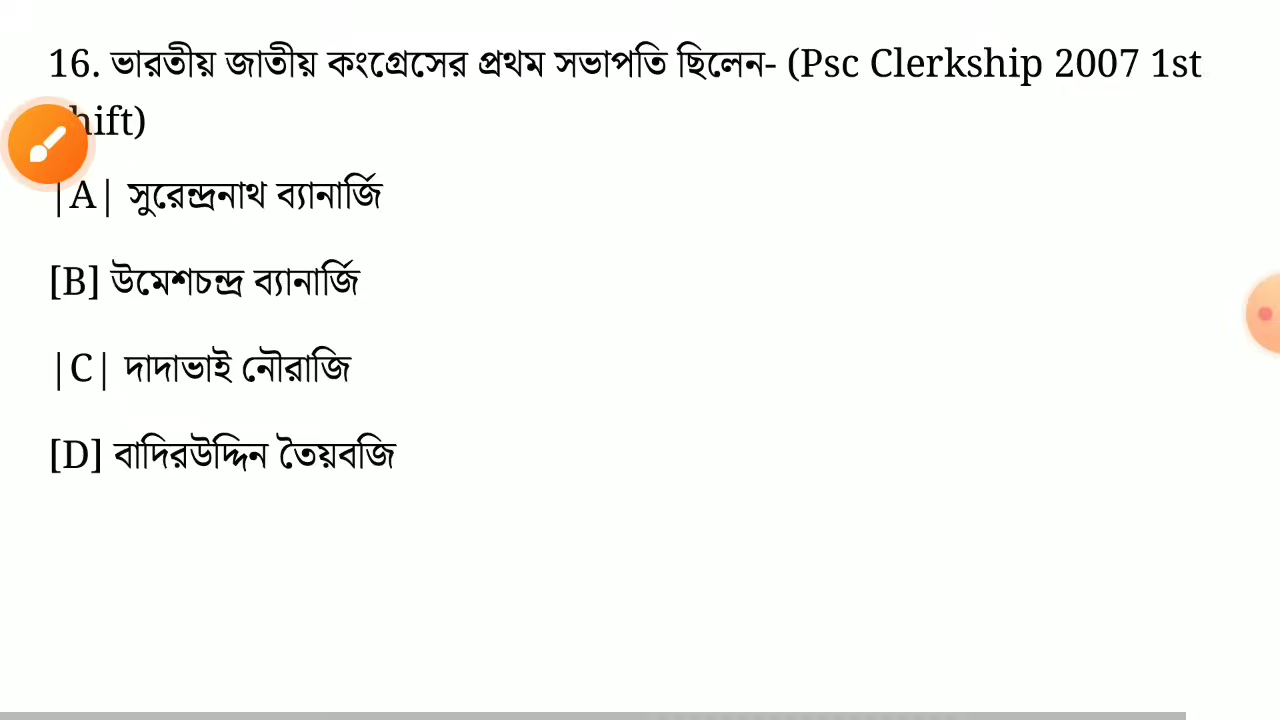 16. ভারতীয় জাতীয় কংগ্রেসের প্রথম সভাপতি ছিলেন- (Psc Clerkship 2007 1st
hift)
|A| সুরেন্দ্রনাথ ব্যানার্জি
[B] উমেশচন্দ্র ব্যানার্জি
|C| দাদাভাই নৌরাজি
[D] বাদিরউদ্দিন তৈয়বজি